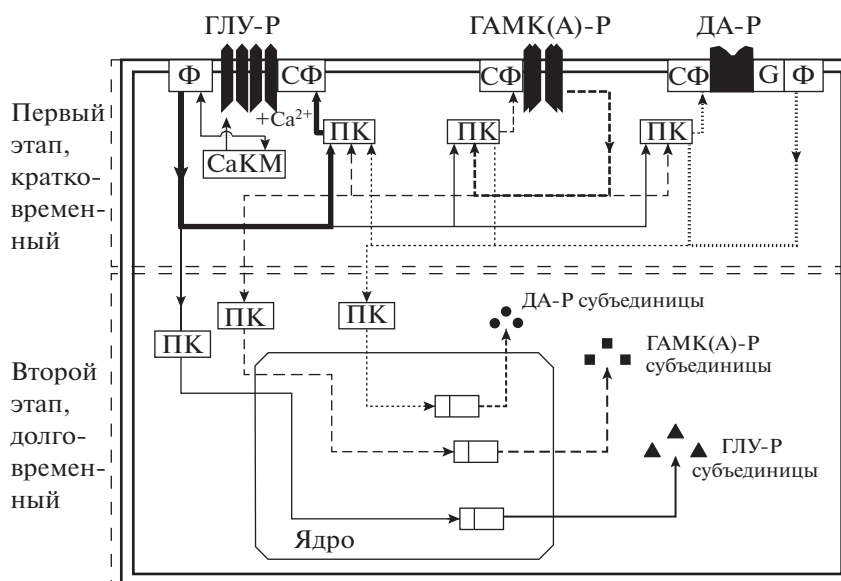 ГЛУ-Р
ГАМК(А)-Р
ДА-Р
Ф
СФ
СФ
СФ
G
Ф
+Ca²⁺
ПК
ПК
ПК
СаКМ
Первый
этап,
кратко-
времен-
ный
ПК
ПК
ПК
ДА-Р субъединицы
ГАМК(А)-Р
субъединицы
Второй
этап,
долго-
времен-
ный
ГЛУ-Р
субъединицы
Ядро